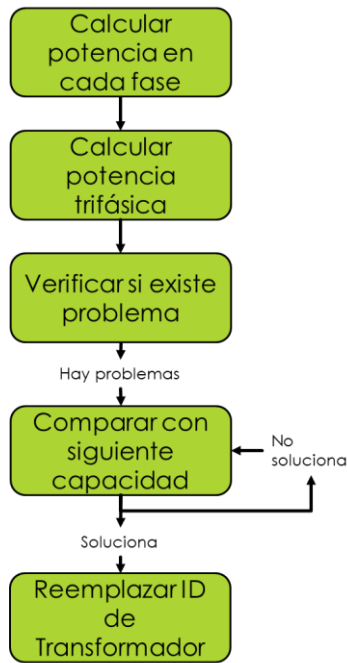 Calcular
potencia en
cada fase
Calcular
potencia
trifásica
Verificar si existe
problema
Hay problemas
Comparar con
siguiente
capacidad
No
soluciona
Soluciona
Reemplazar ID
de
Transformador